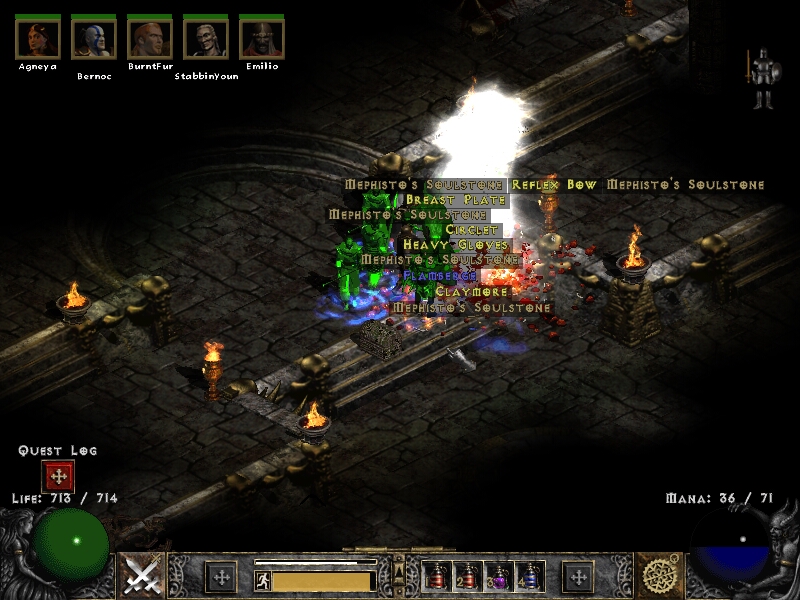 Agneya
Bernoc
BurntFur
StabbinYoun
Emilio
Mephisto's Soulstone Reflex Bow Mephisto's Soulstone
Breast Plate
Mephisto's Soulstone
Circlet
Heavy Gloves
Mephisto's Soulstone
Flamberge
Claymore
Mephisto's Soulstone
Quest Log
Life: 713 / 714
Mana: 36 / 71
2 3 4